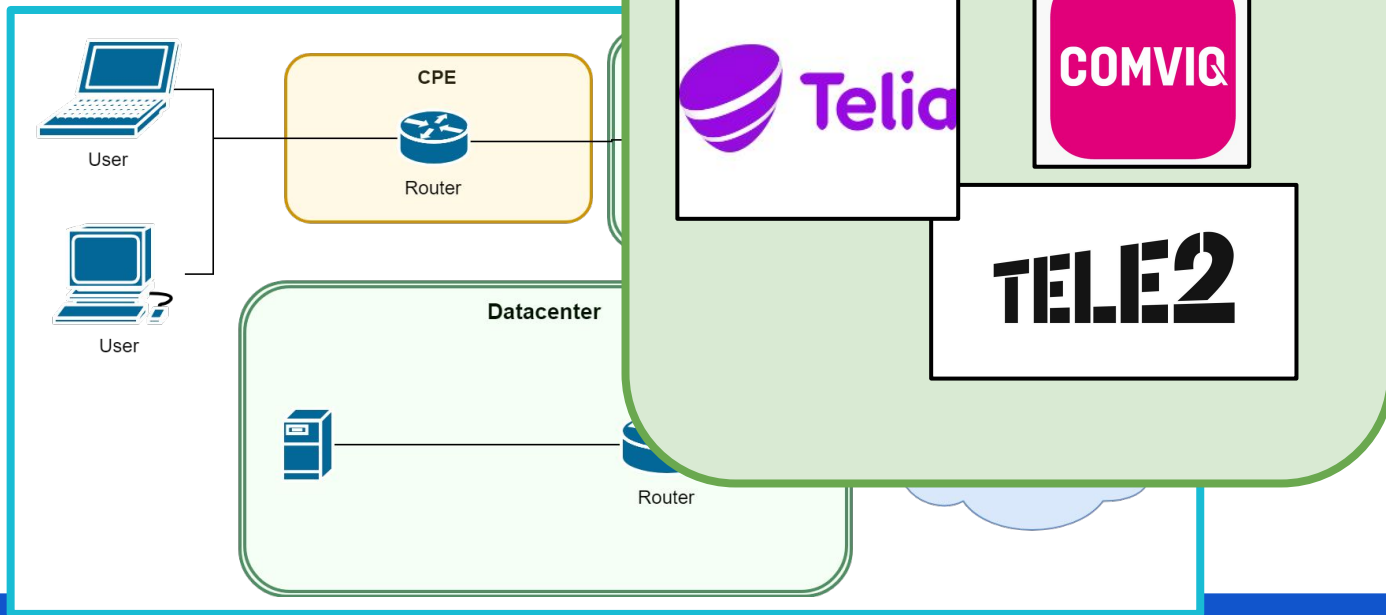 CPE
User
Router
User
Datacenter
Router
Telia
COMVIQ
TELE2